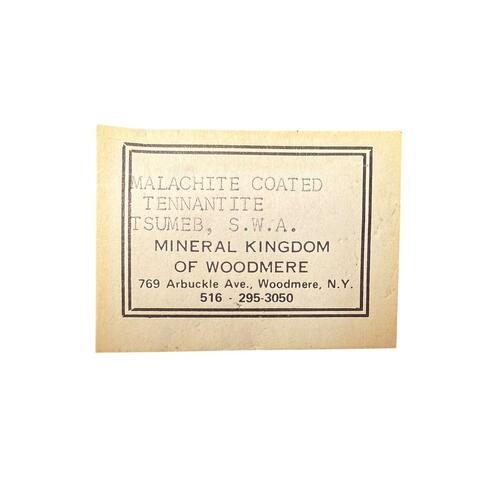 MALACHITE COATED
TENNANTITE
TSUMEB, S.W.A.
MINERAL KINGDOM
OF WOODMERE
769 Arbuckle Ave., Woodmere, N.Y.
516 - 295-3050